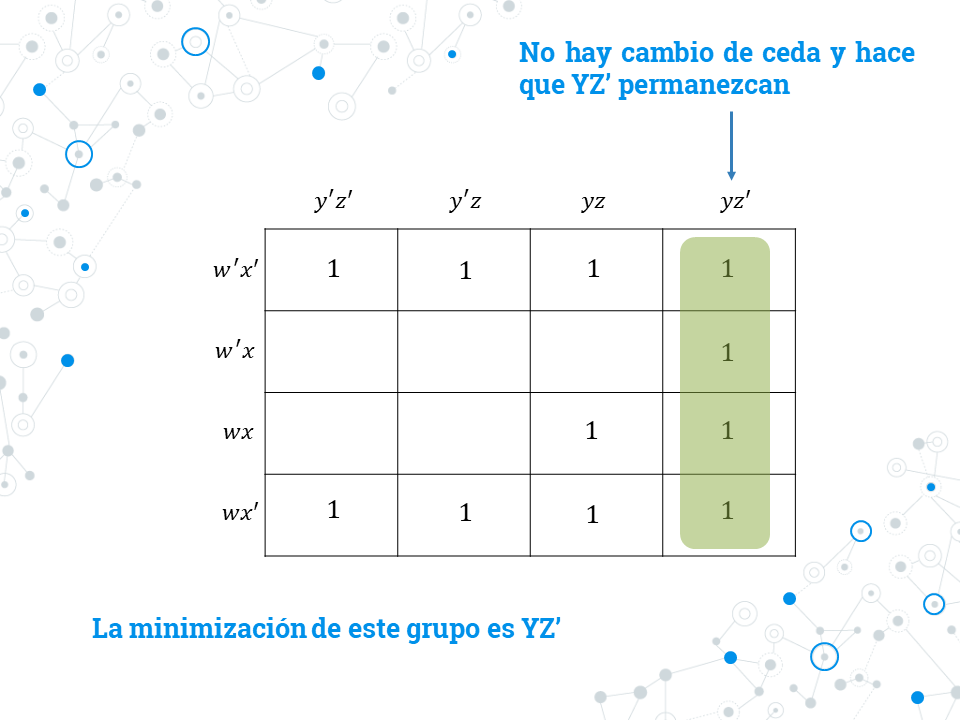 No hay cambio de ceda y hace
que YZ’ permanezcan
y′z′ y′z yz yz′
w′x′ 1 1 1 1
w′x 1
wx 1 1
wx′ 1 1 1 1
La minimización de este grupo es YZ’